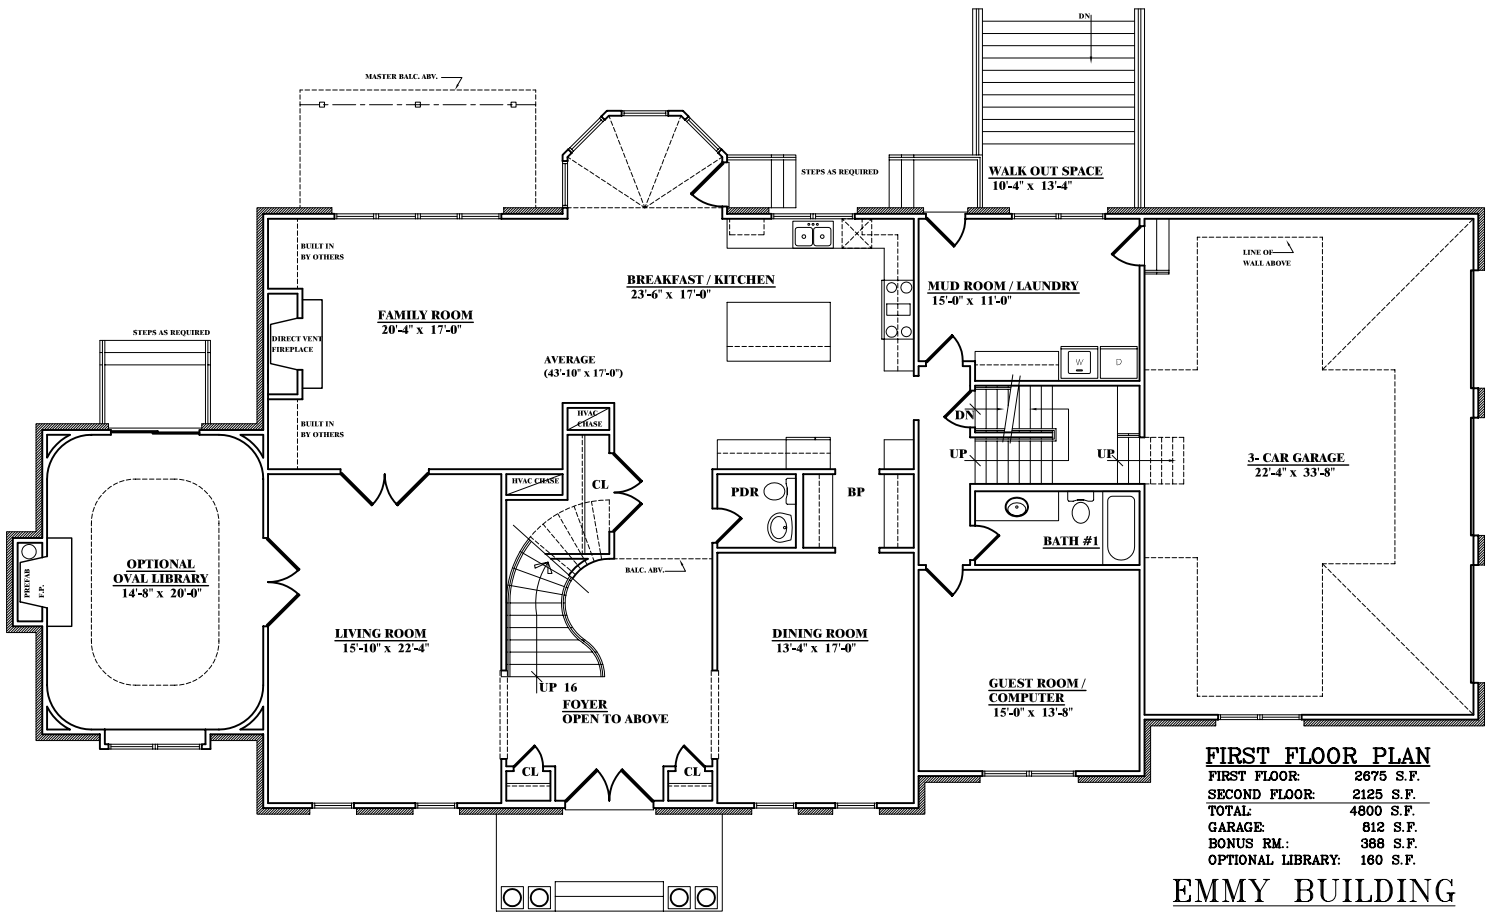 DN
MASTER BALC. ABV.
STEPS AS REQUIRED
WALK OUT SPACE
10'-4" x 13'-4"
BUILT IN
BY OTHERS
LINE OF
WALL ABOVE
BREAKFAST / KITCHEN
23'-6" x 17'-0"
MUD ROOM / LAUNDRY
15'-0" x 11'-0"
FAMILY ROOM
20'-4" x 17'-0"
STEPS AS REQUIRED
DIRECT VENT
FIREPLACE
AVERAGE
(43'-10" x 17'-0")
W
D
HVAC
CHASE
DN
BUILT IN
BY OTHERS
UP
UP
3- CAR GARAGE
22'-4" x 33'-8"
HVAC CHASE
CL
PDR
BP
BATH #1
OPTIONAL
OVAL LIBRARY
14'-8" x 20'-0"
PREFAB
F.P.
BALC. ABV.
LIVING ROOM
15'-10" x 22'-4"
DINING ROOM
13'-4" x 17'-0"
UP 16
FOYER
OPEN TO ABOVE
GUEST ROOM /
COMPUTER
15'-0" x 13'-8"
CL
CL
FIRST FLOOR PLAN
FIRST FLOOR: 2675 S.F.
SECOND FLOOR: 2125 S.F.
TOTAL: 4800 S.F.
GARAGE: 812 S.F.
BONUS RM.: 388 S.F.
OPTIONAL LIBRARY: 160 S.F.
EMMY BUILDING